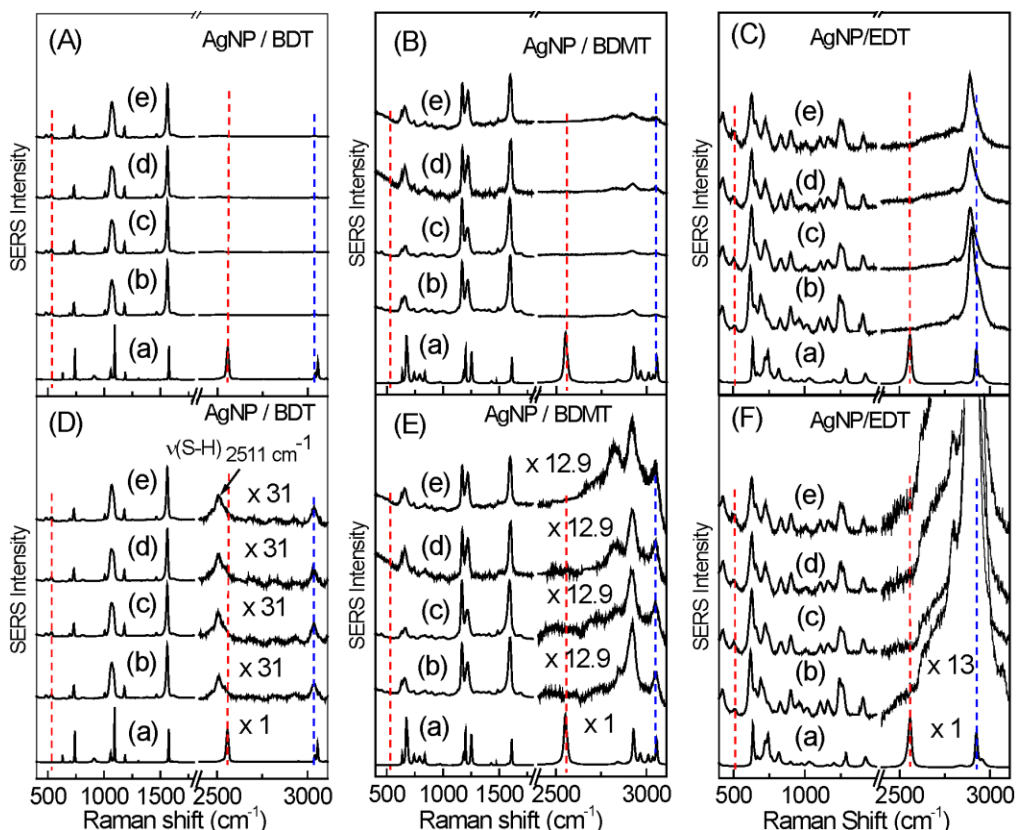 (A)
AgNP / BDT
(e)
(d)
(c)
(b)
(a)
SERS Intensity
(B)
AgNP / BDMT
(e)
(d)
(c)
(b)
(a)
SERS Intensity
(C)
AgNP/EDT
(e)
(d)
(c)
(b)
(a)
SERS Intensity
(D)
AgNP / BDT
ν(S-H) 2511 cm-1
(e)
x 31
(d)
x 31
(c)
x 31
(b)
x 31
(a)
x 1
SERS Intensity
500 1000 1500 2500 3000
Raman shift (cm-1)
(E)
AgNP / BDMT
x 12.9
(e)
x 12.9
(d)
x 12.9
(c)
x 12.9
(b)
x 1
(a)
SERS Intensity
500 1000 1500 2500 3000
Raman shift (cm-1)
(F)
AgNP/EDT
(e)
(d)
(c)
(b)
x 13
(a)
x 1
SERS Intensity
500 1000 2500 3000
Raman Shift (cm-1)